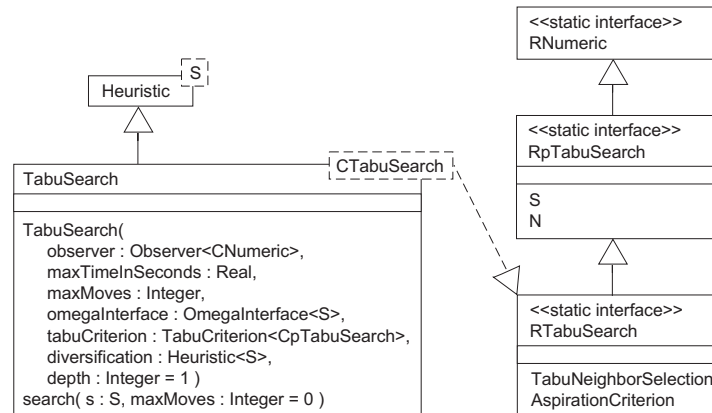 S
Heuristic
TabuSearch
CTabuSearch
TabuSearch(
observer : Observer<CNumeric>,
maxTimeInSeconds : Real,
maxMoves : Integer,
omegaInterface : OmegaInterface<S>,
tabuCriterion : TabuCriterion<CpTabuSearch>,
diversification : Heuristic<S>,
depth : Integer = 1 )
search( s : S, maxMoves : Integer = 0 )
<<static interface>>
RNumeric
<<static interface>>
RpTabuSearch
S
N
<<static interface>>
RTabuSearch
TabuNeighborSelection
AspirationCriterion